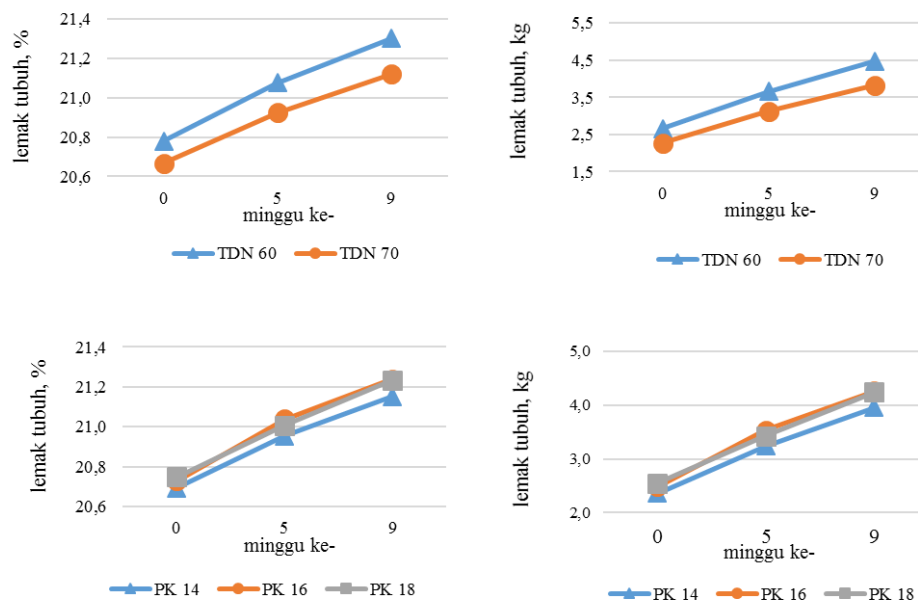 lemak tubuh, %
21,4
21,2
21,0
20,8
20,6
0
5
9
minggu ke-
TDN 60
TDN 70
lemak tubuh, kg
5,5
4,5
3,5
2,5
1,5
0
5
9
minggu ke-
TDN 60
TDN 70
lemak tubuh, %
21,4
21,2
21,0
20,8
20,6
0
5
9
minggu ke-
PK 14
PK 16
PK 18
lemak tubuh, kg
5,0
4,0
3,0
2,0
0
5
9
minggu ke-
PK 14
PK 16
PK 18